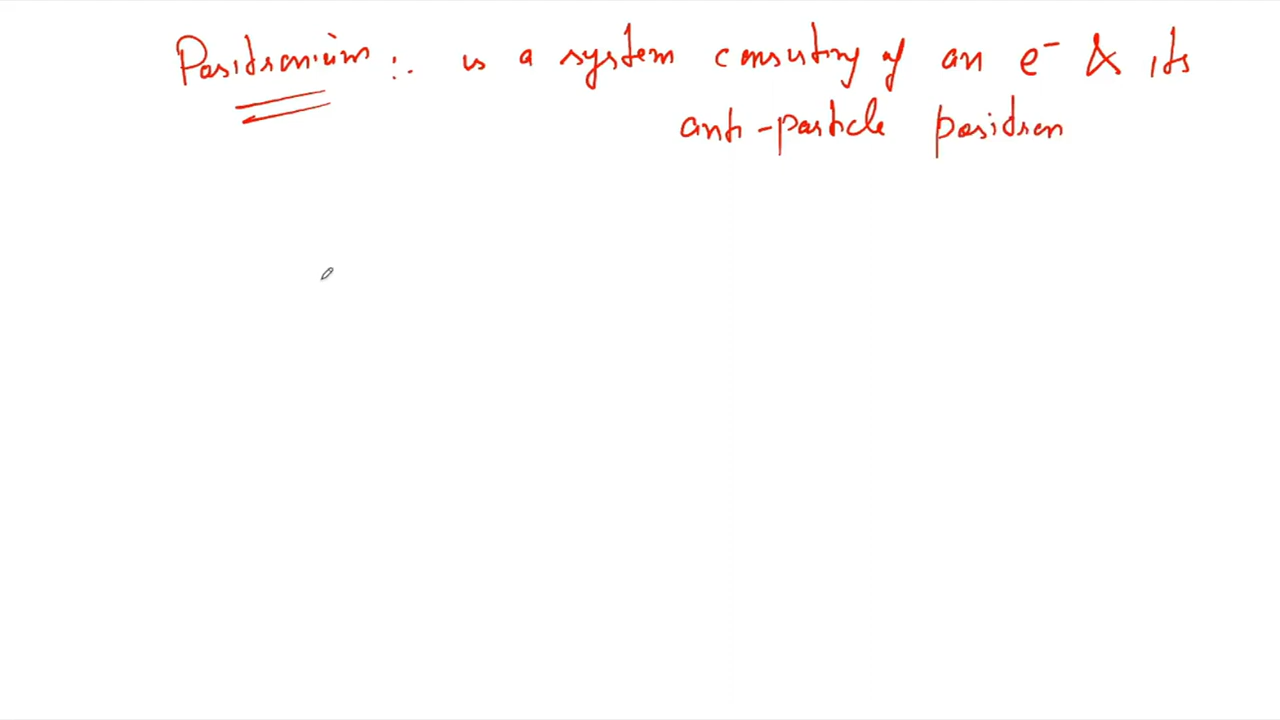 Positronium :- is a system consisting of an e⁻ & its
anti-particle positron